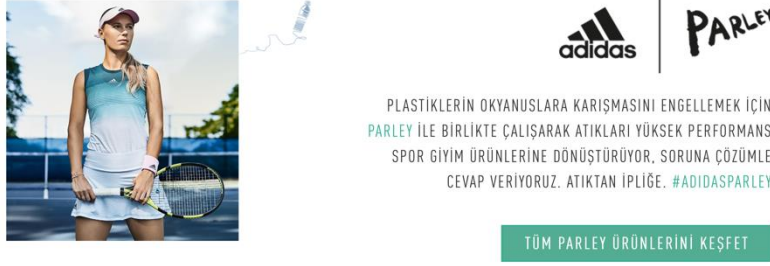 adidas
PARLEY
PLASTİKLERİN OKYANUSLARA KARIŞMASINI ENGELLEMEK İÇİN
PARLEY İLE BİRLİKTE ÇALIŞARAK ATIKLARI YÜKSEK PERFORMANS
SPOR GİYİM ÜRÜNLERİNE DÖNÜŞTÜRÜYOR, SORUNA ÇÖZÜMLE
CEVAP VERİYORUZ. ATIKTAN İPLİĞE. #ADIDASPARLEY
TÜM PARLEY ÜRÜNLERİNİ KEŞFET